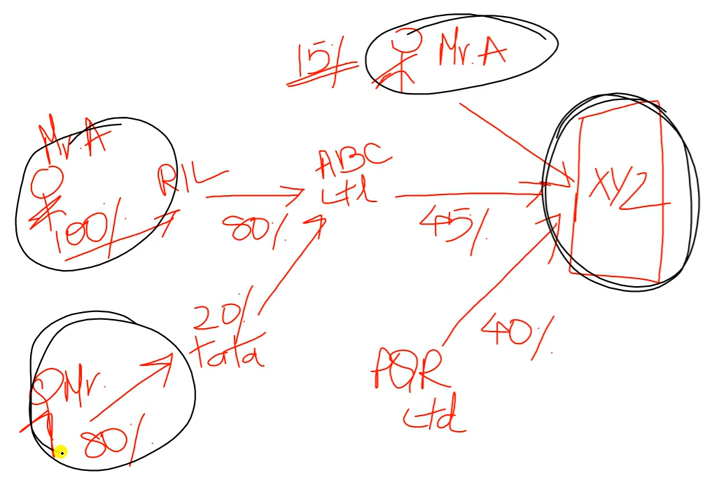 15% Mr.A
Mr.A
100%
RIL
80%
ABC
Ltd
45%
XYZ
20%
tata
Mr.
80%
PQR
Ltd
40%